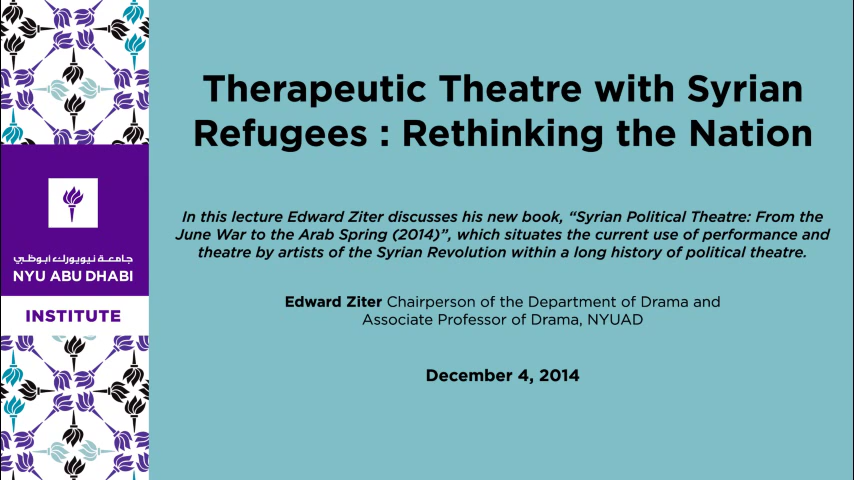 Therapeutic Theatre with Syrian
Refugees : Rethinking the Nation
In this lecture Edward Ziter discusses his new book, “Syrian Political Theatre: From the
June War to the Arab Spring (2014)”, which situates the current use of performance and
theatre by artists of the Syrian Revolution within a long history of political theatre.
Edward Ziter Chairperson of the Department of Drama and
Associate Professor of Drama, NYUAD
December 4, 2014
جامعة نيويورك أبوظبي
NYU ABU DHABI
INSTITUTE